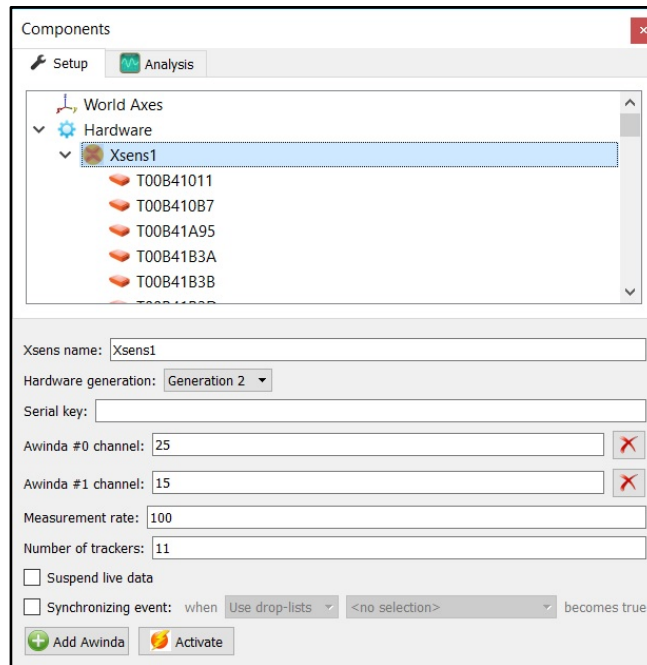 Components
Setup Analysis
World Axes
Hardware
Xsens1
T00B41011
T00B410B7
T00B41A95
T00B41B3A
T00B41B3B
Xsens name: Xsens1
Hardware generation: Generation 2
Serial key:
Awinda #0 channel: 25
Awinda #1 channel: 15
Measurement rate: 100
Number of trackers: 11
Suspend live data
Synchronizing event: when Use drop-lists <no selection> becomes true
Add Awinda Activate